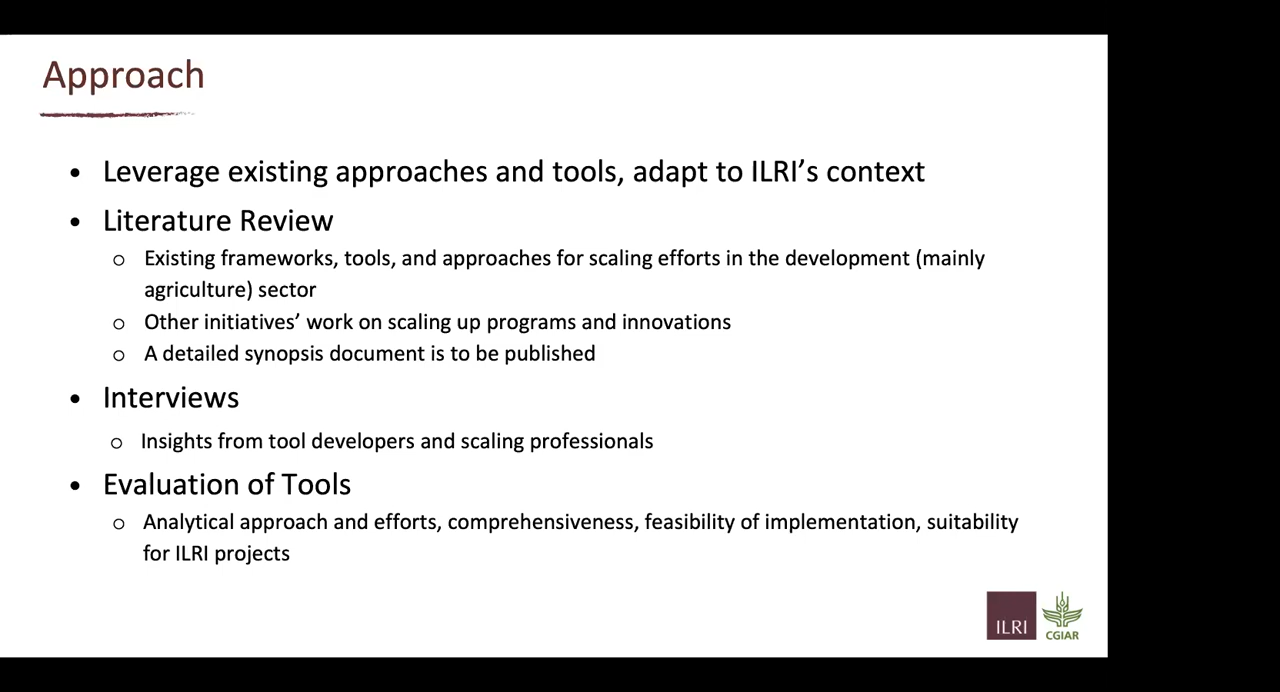 Approach
• Leverage existing approaches and tools, adapt to ILRI’s context
• Literature Review
o Existing frameworks, tools, and approaches for scaling efforts in the development (mainly
agriculture) sector
o Other initiatives’ work on scaling up programs and innovations
o A detailed synopsis document is to be published
• Interviews
o Insights from tool developers and scaling professionals
• Evaluation of Tools
o Analytical approach and efforts, comprehensiveness, feasibility of implementation, suitability
for ILRI projects
ILRI
CGIAR